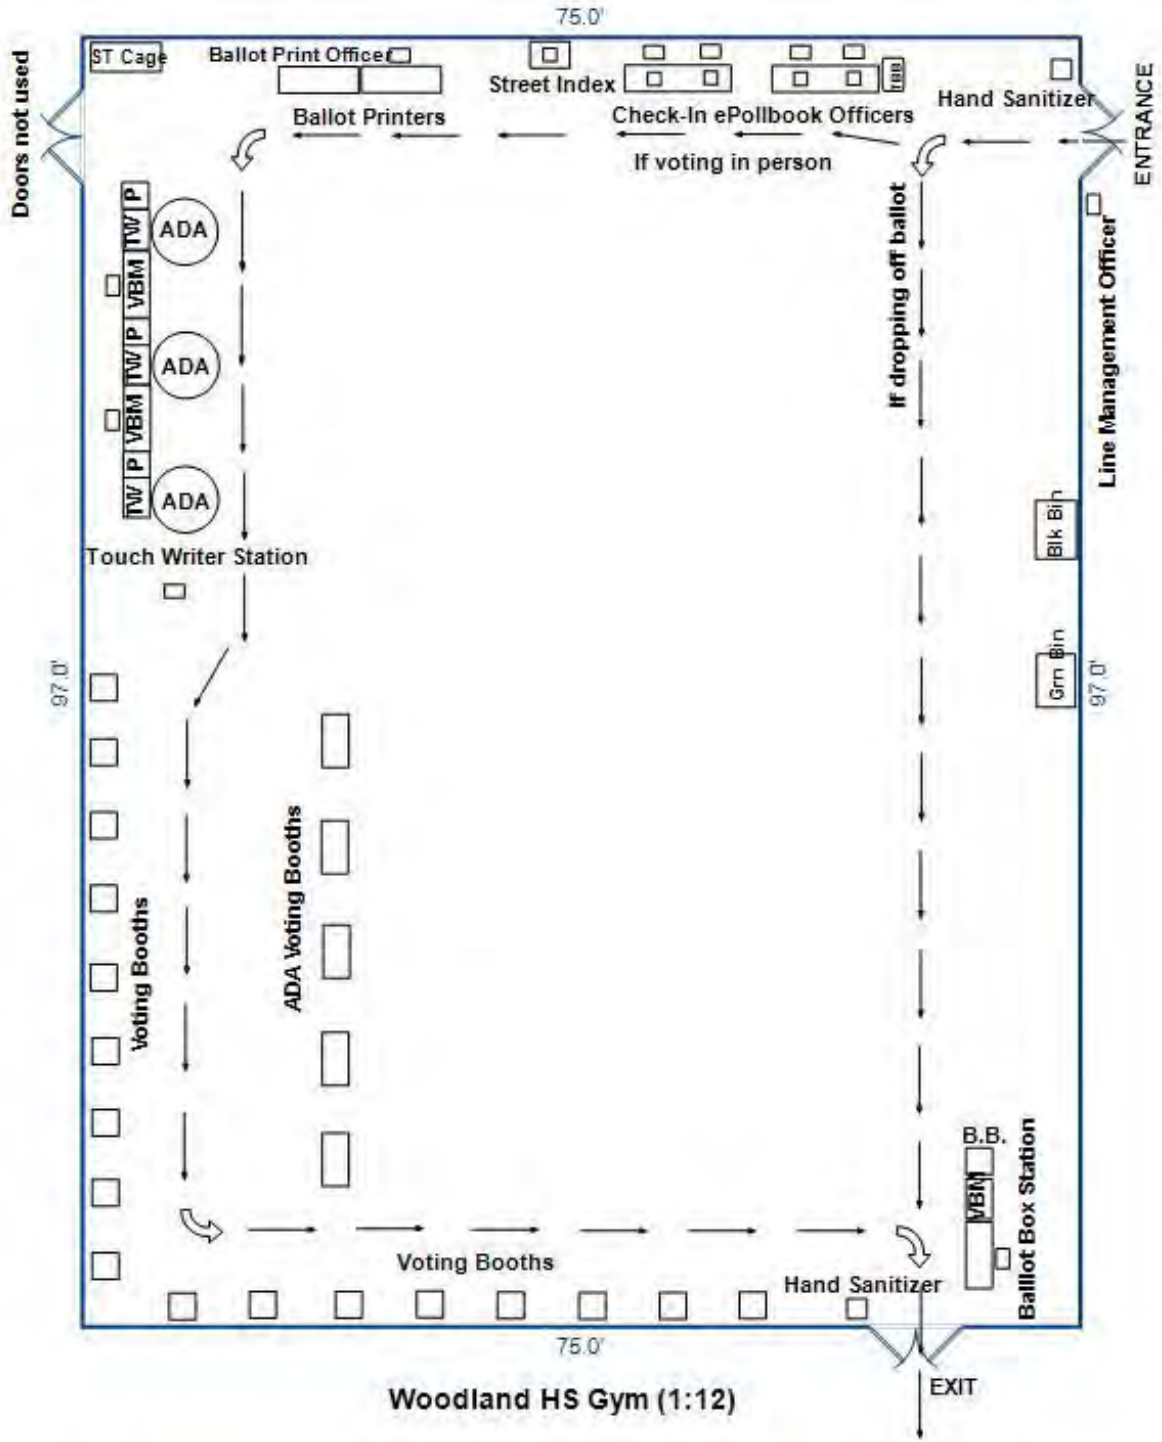 75.0'
ST Cage
Ballot Print Officer
Street Index
TBB
Hand Sanitizer
Ballot Printers
Check-In ePollbook Officers
If voting in person
Doors not used
ENTRANCE
P
TW
ADA
VBM
P
TW
ADA
VBM
P
TW
ADA
If dropping off ballot
Line Management Officer
Touch Writer Station
Blk Bin
Grn Bin
97.0'
97.0'
Voting Booths
ADA Voting Booths
B.B.
VBM
Balllot Box Station
Voting Booths
Hand Sanitizer
75.0'
EXIT
Woodland HS Gym (1:12)